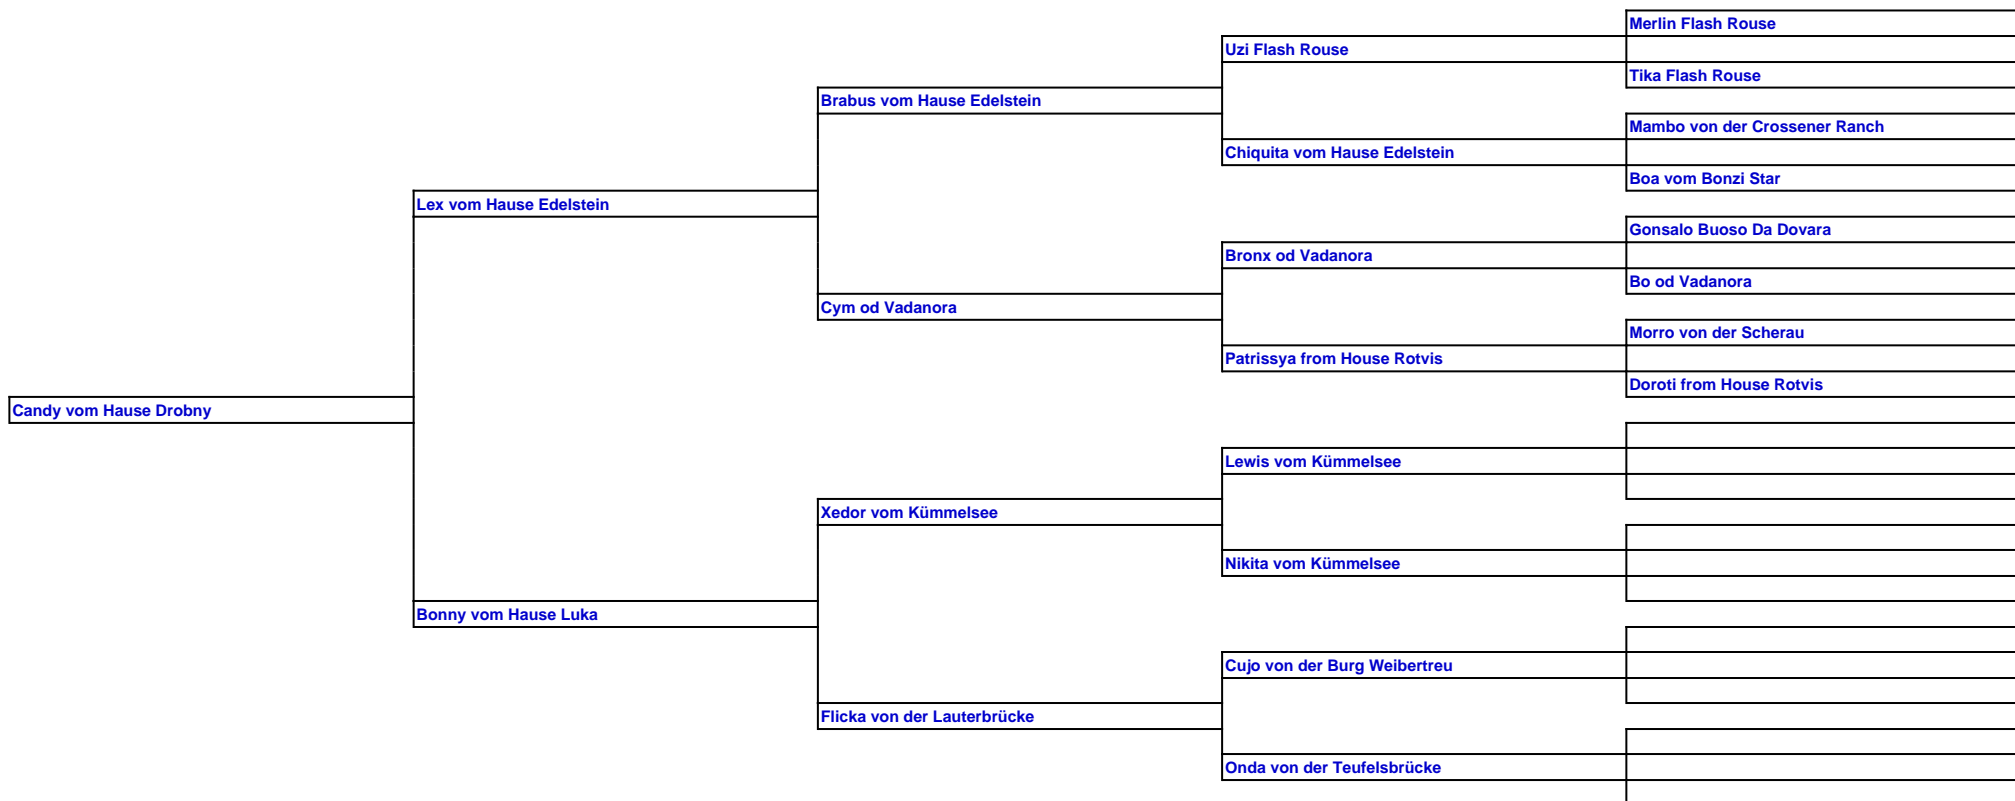 Merlin Flash Rouse
Uzi Flash Rouse
Tika Flash Rouse
Brabus vom Hause Edelstein
Mambo von der Crossener Ranch
Chiquita vom Hause Edelstein
Boa vom Bonzi Star
Lex vom Hause Edelstein
Gonsalo Buoso Da Dovara
Bronx od Vadanora
Bo od Vadanora
Cym od Vadanora
Morro von der Scherau
Patrissya from House Rotvis
Doroti from House Rotvis
Candy vom Hause Drobny
Lewis vom Kümmelsee
Xedor vom Kümmelsee
Nikita vom Kümmelsee
Bonny vom Hause Luka
Cujo von der Burg Weibertreu
Flicka von der Lauterbrücke
Onda von der Teufelsbrücke